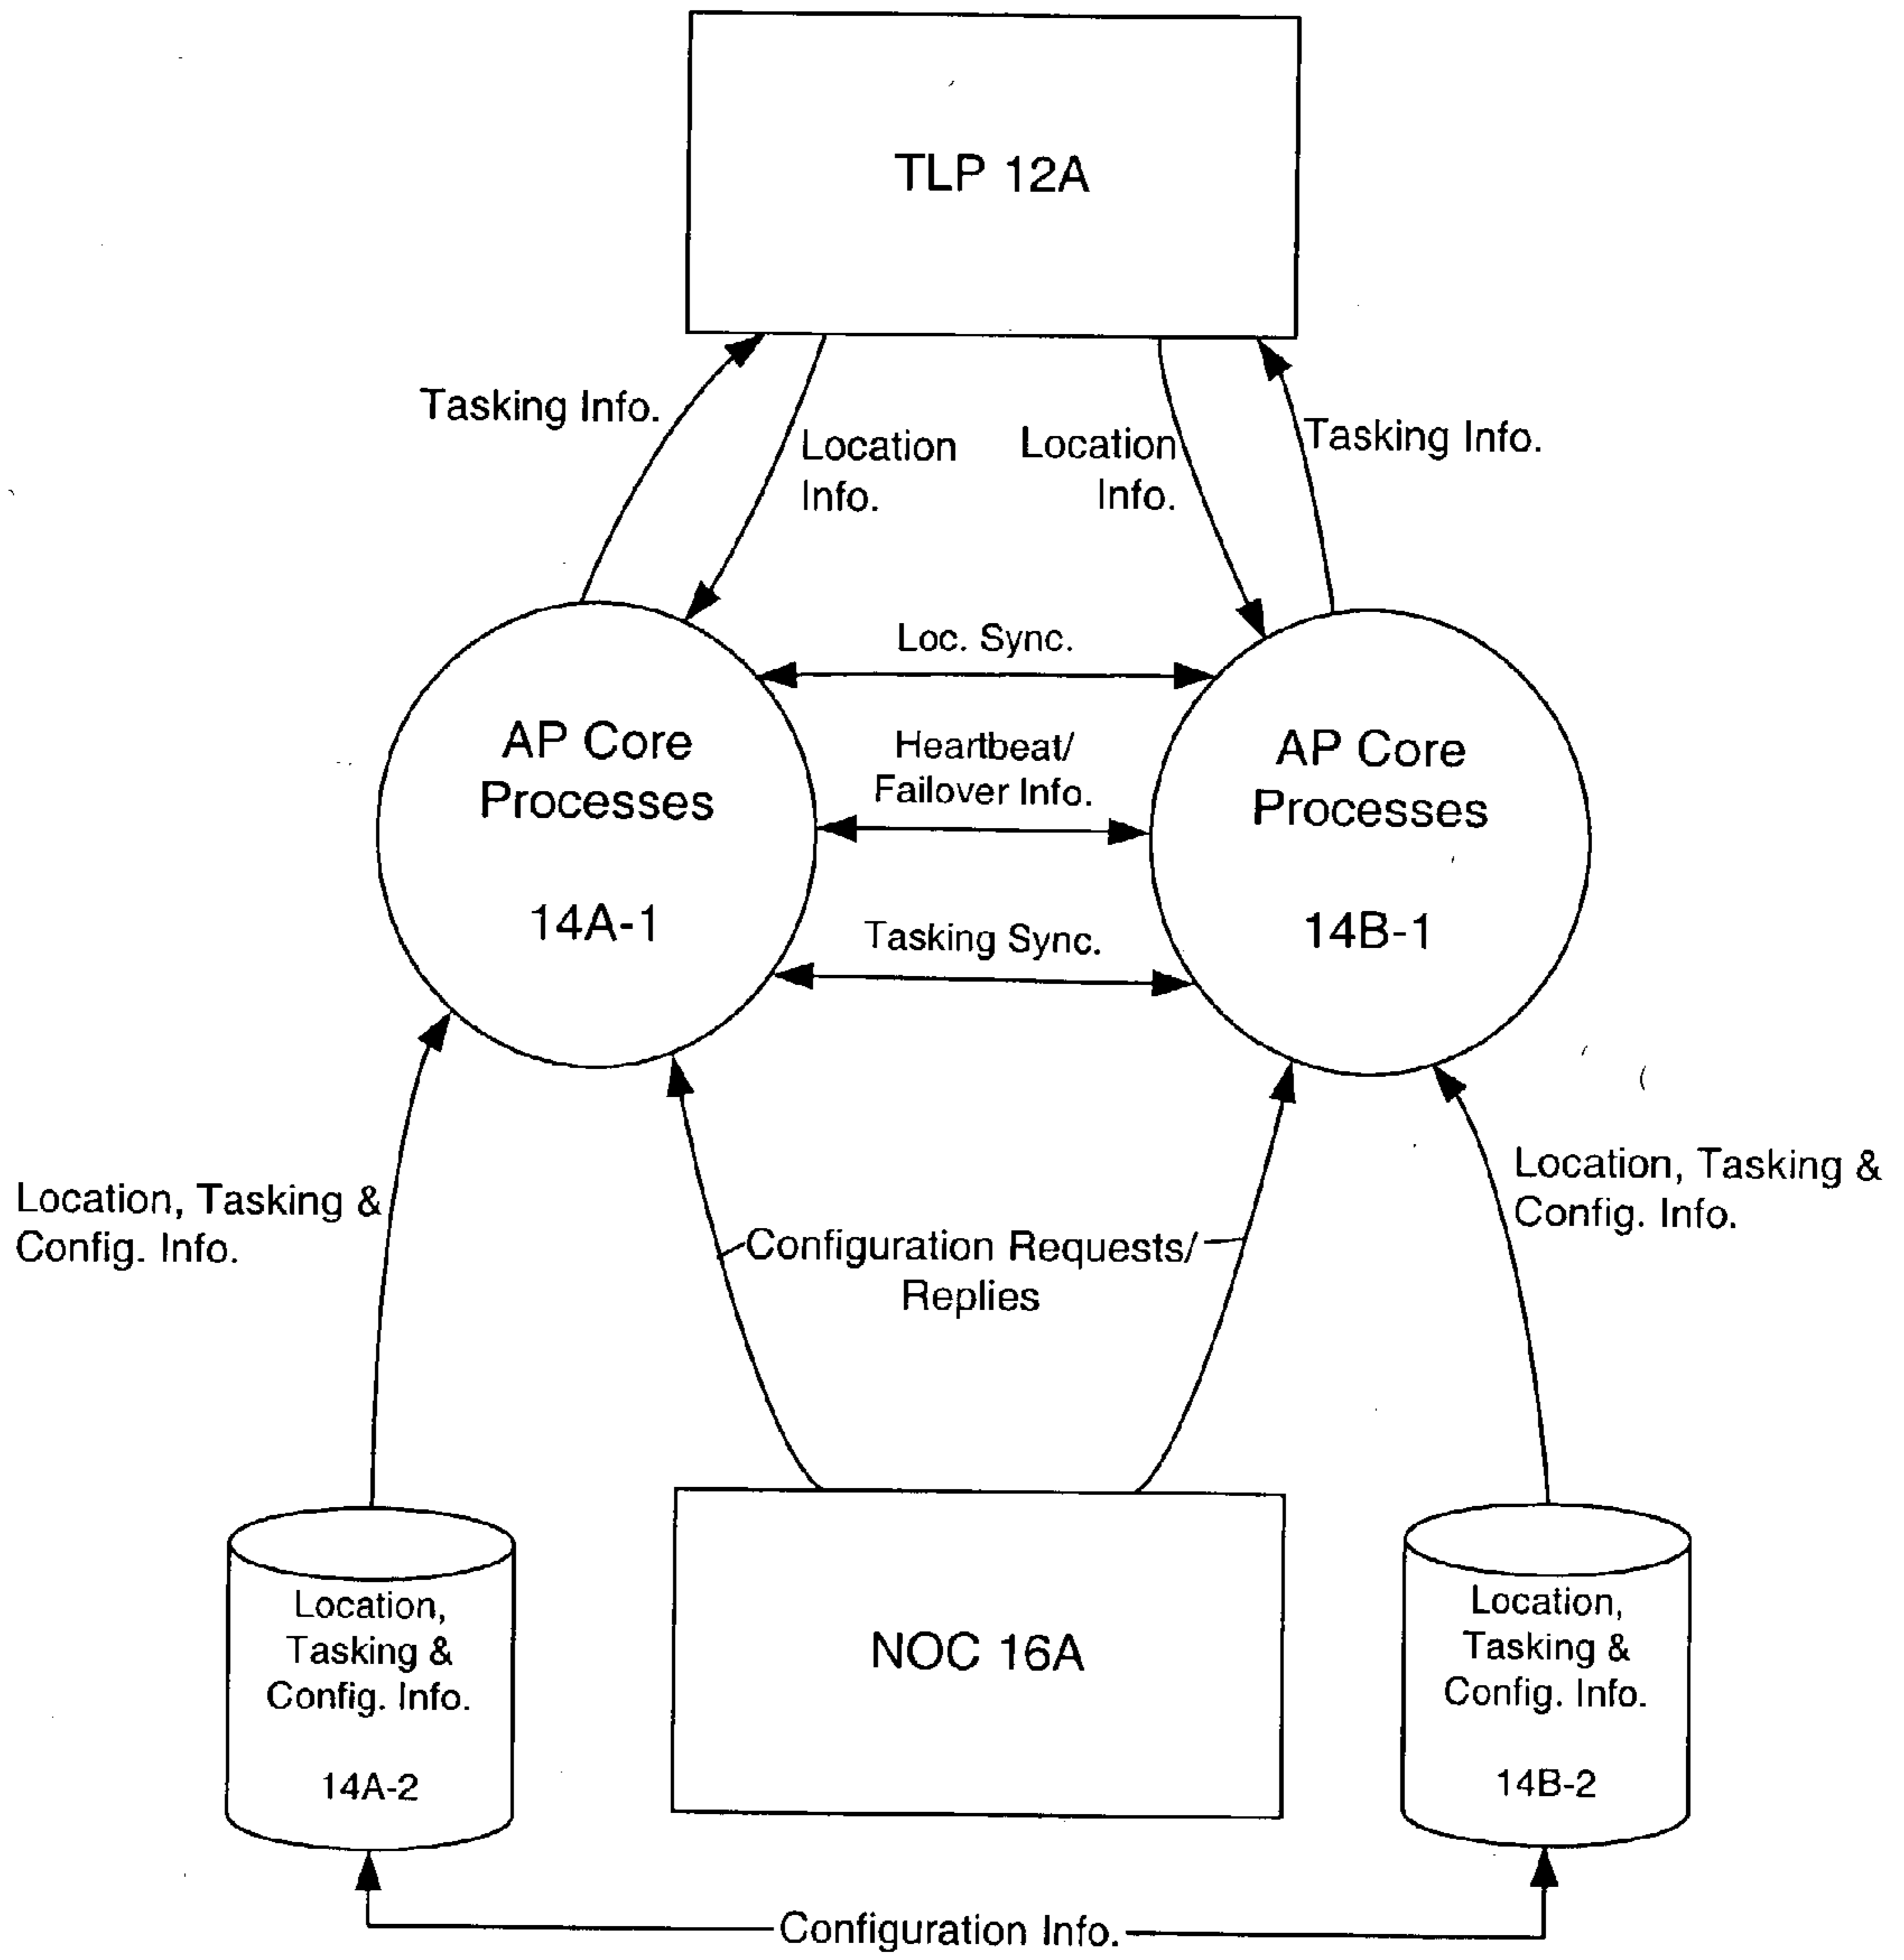 TLP 12A
Tasking Info.
Location
Info.
Location
Info.
Tasking Info.
Loc. Sync.
AP Core
Processes
14A-1
Heartbeat/
Failover Info.
AP Core
Processes
14B-1
Tasking Sync.
Location, Tasking &
Config. Info.
Configuration Requests/
Replies
Location, Tasking &
Config. Info.
Location,
Tasking &
Config. Info.
14A-2
NOC 16A
Location,
Tasking &
Config. Info.
14B-2
Configuration Info.